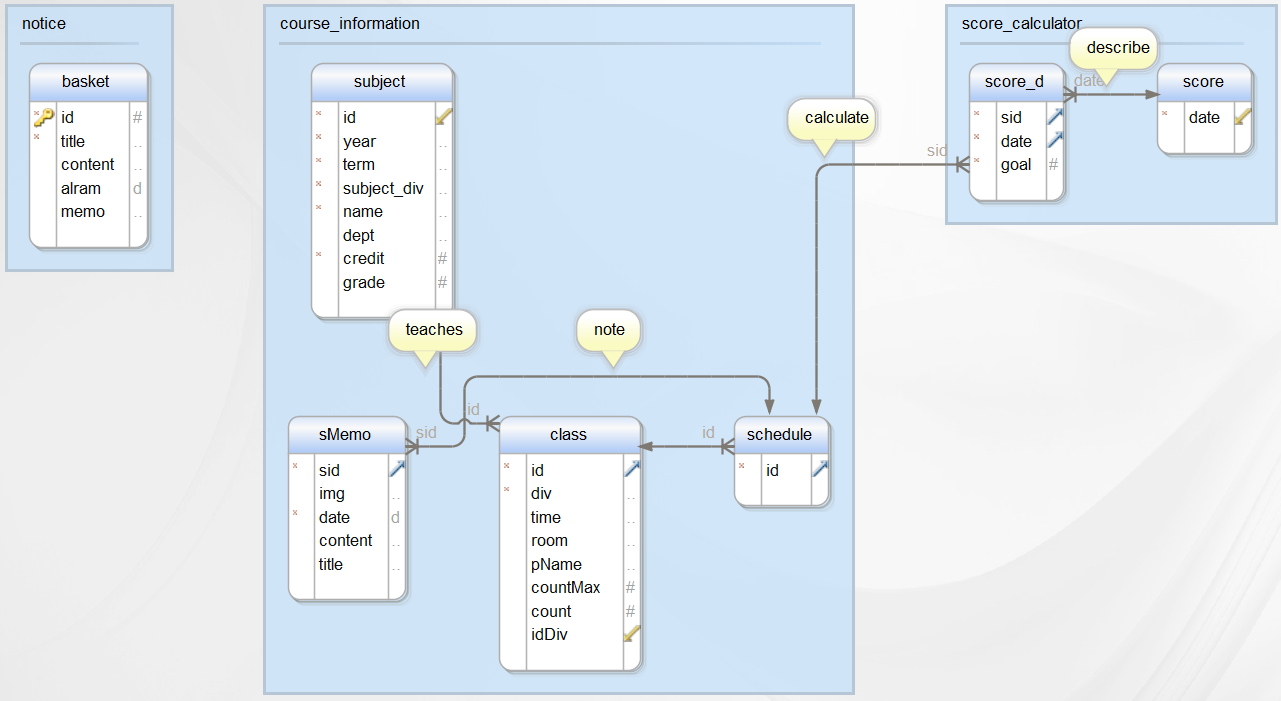 notice
basket
id #
title ..
content ..
alram d
memo ..
course_information
subject
id
year ..
term ..
subject_div ..
name ..
dept ..
credit #
grade #
teaches
note
calculate
id
sid
id
sMemo
sid
img ..
date d
content ..
title ..
class
id
div ..
time ..
room ..
pName ..
countMax #
count #
idDiv
schedule
id
score_calculator
describe
date
sid
score_d
sid
date
goal #
score
date